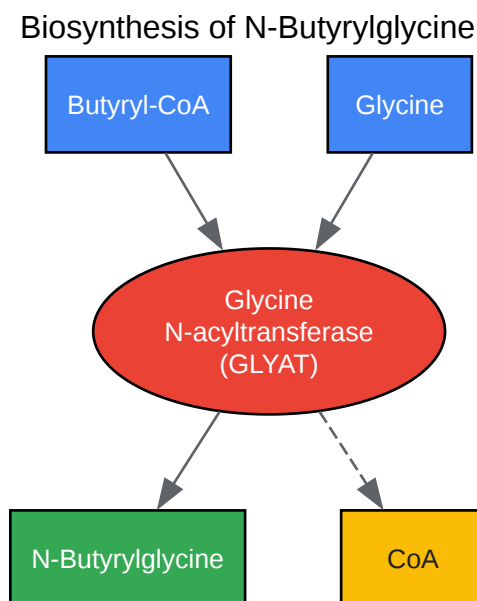 Biosynthesis of N-Butyrylglycine
Butyryl-CoA
Glycine
Glycine
N-acyltransferase
(GLYAT)
N-Butyrylglycine
CoA